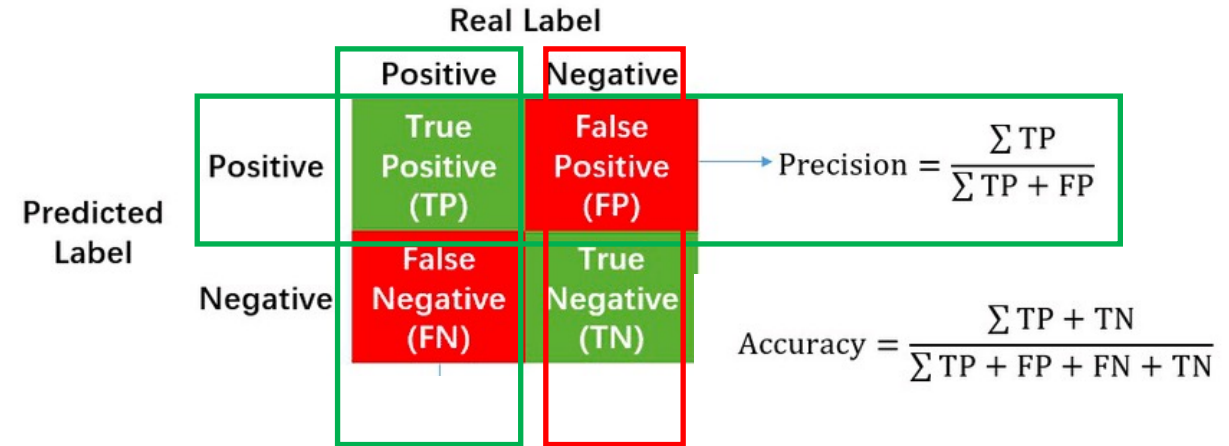 Real Label
Positive Negative
Predicted
Label
Positive
True
Positive
(TP)
False
Positive
(FP)
Precision = ∑ TP / ∑ TP + FP
Negative
False
Negative
(FN)
True
Negative
(TN)
Accuracy = ∑ TP + TN / ∑ TP + FP + FN + TN